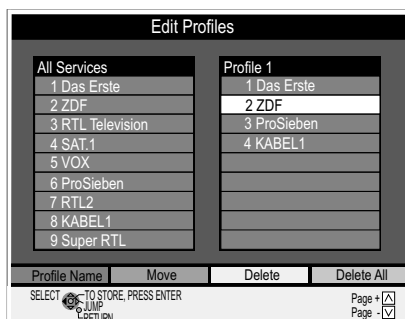 Edit Profiles
All Services
1 Das Erste
2 ZDF
3 RTL Television
4 SAT.1
5 VOX
6 ProSieben
7 RTL2
8 KABEL1
9 Super RTL
Profile 1
1 Das Erste
2 ZDF
3 ProSieben
4 KABEL1
Profile Name Move Delete Delete All
SELECT TO STORE, PRESS ENTER
JUMP
RETURN
Page +
Page -